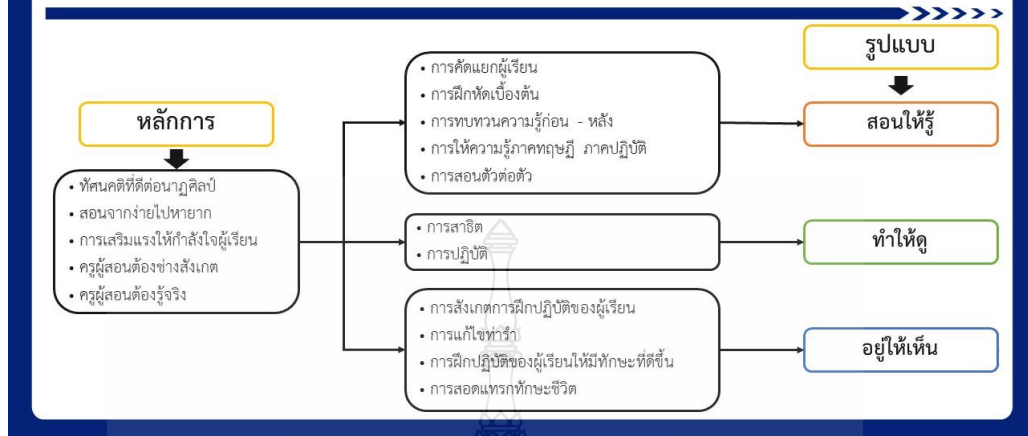 หลักการ
• ทัศนคติที่ดีต่อนาฏศิลป์
• สอนจากง่ายไปหายาก
• การเสริมแรงให้กำลังใจผู้เรียน
• ครูผู้สอนต้องช่างสังเกต
• ครูผู้สอนต้องรู้จริง
• การคัดแยกผู้เรียน
• การฝึกหัดเบื้องต้น
• การทบทวนความรู้ก่อน - หลัง
• การให้ความรู้ภาคทฤษฎี ภาคปฏิบัติ
• การสอนตัวต่อตัว
• การสาธิต
• การปฏิบัติ
• การสังเกตการฝึกปฏิบัติของผู้เรียน
• การแก้ไขท่ารำ
• การฝึกปฏิบัติของผู้เรียนให้มีทักษะที่ดีขึ้น
• การสอดแทรกทักษะชีวิต
รูปแบบ
สอนให้รู้
ทำให้ดู
อยู่ให้เห็น